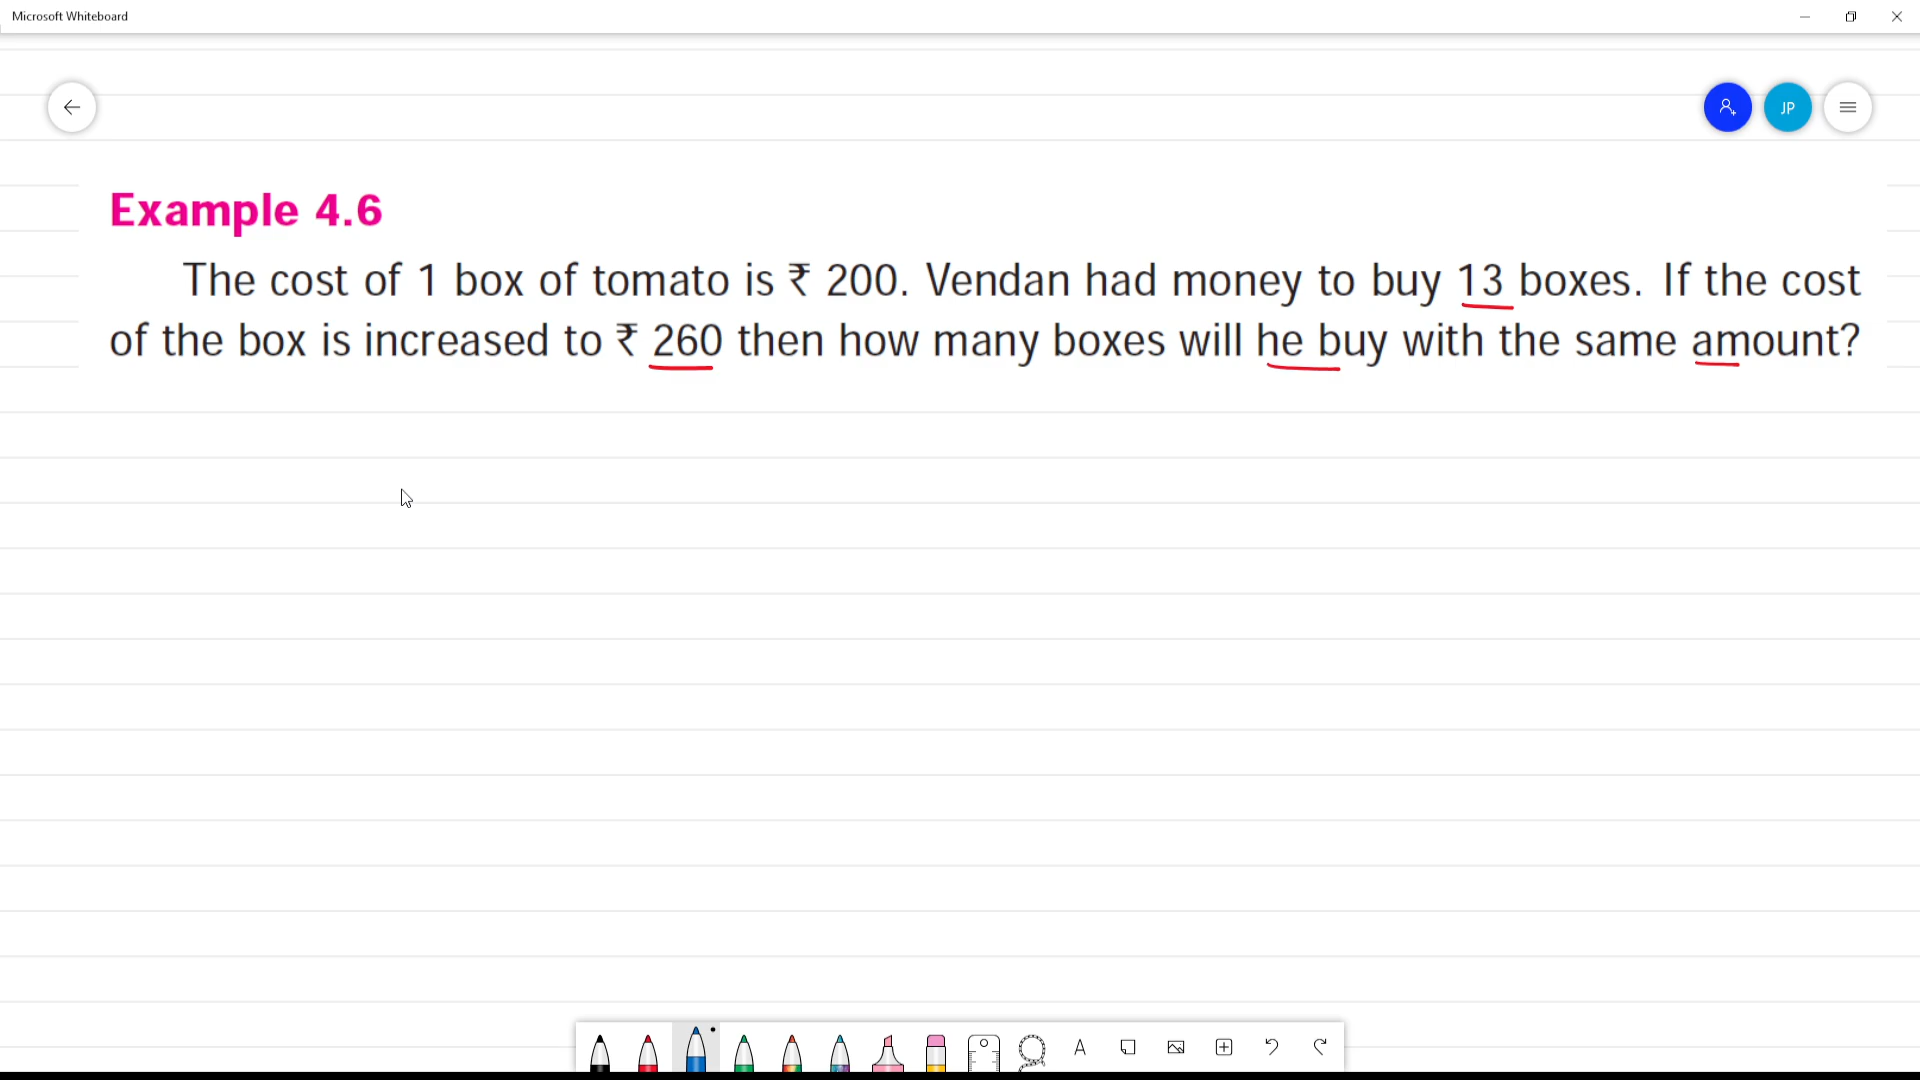 Microsoft Whiteboard
JP
Example 4.6
The cost of 1 box of tomato is ₹ 200. Vendan had money to buy 13 boxes. If the cost
of the box is increased to ₹ 260 then how many boxes will he buy with the same amount?
A